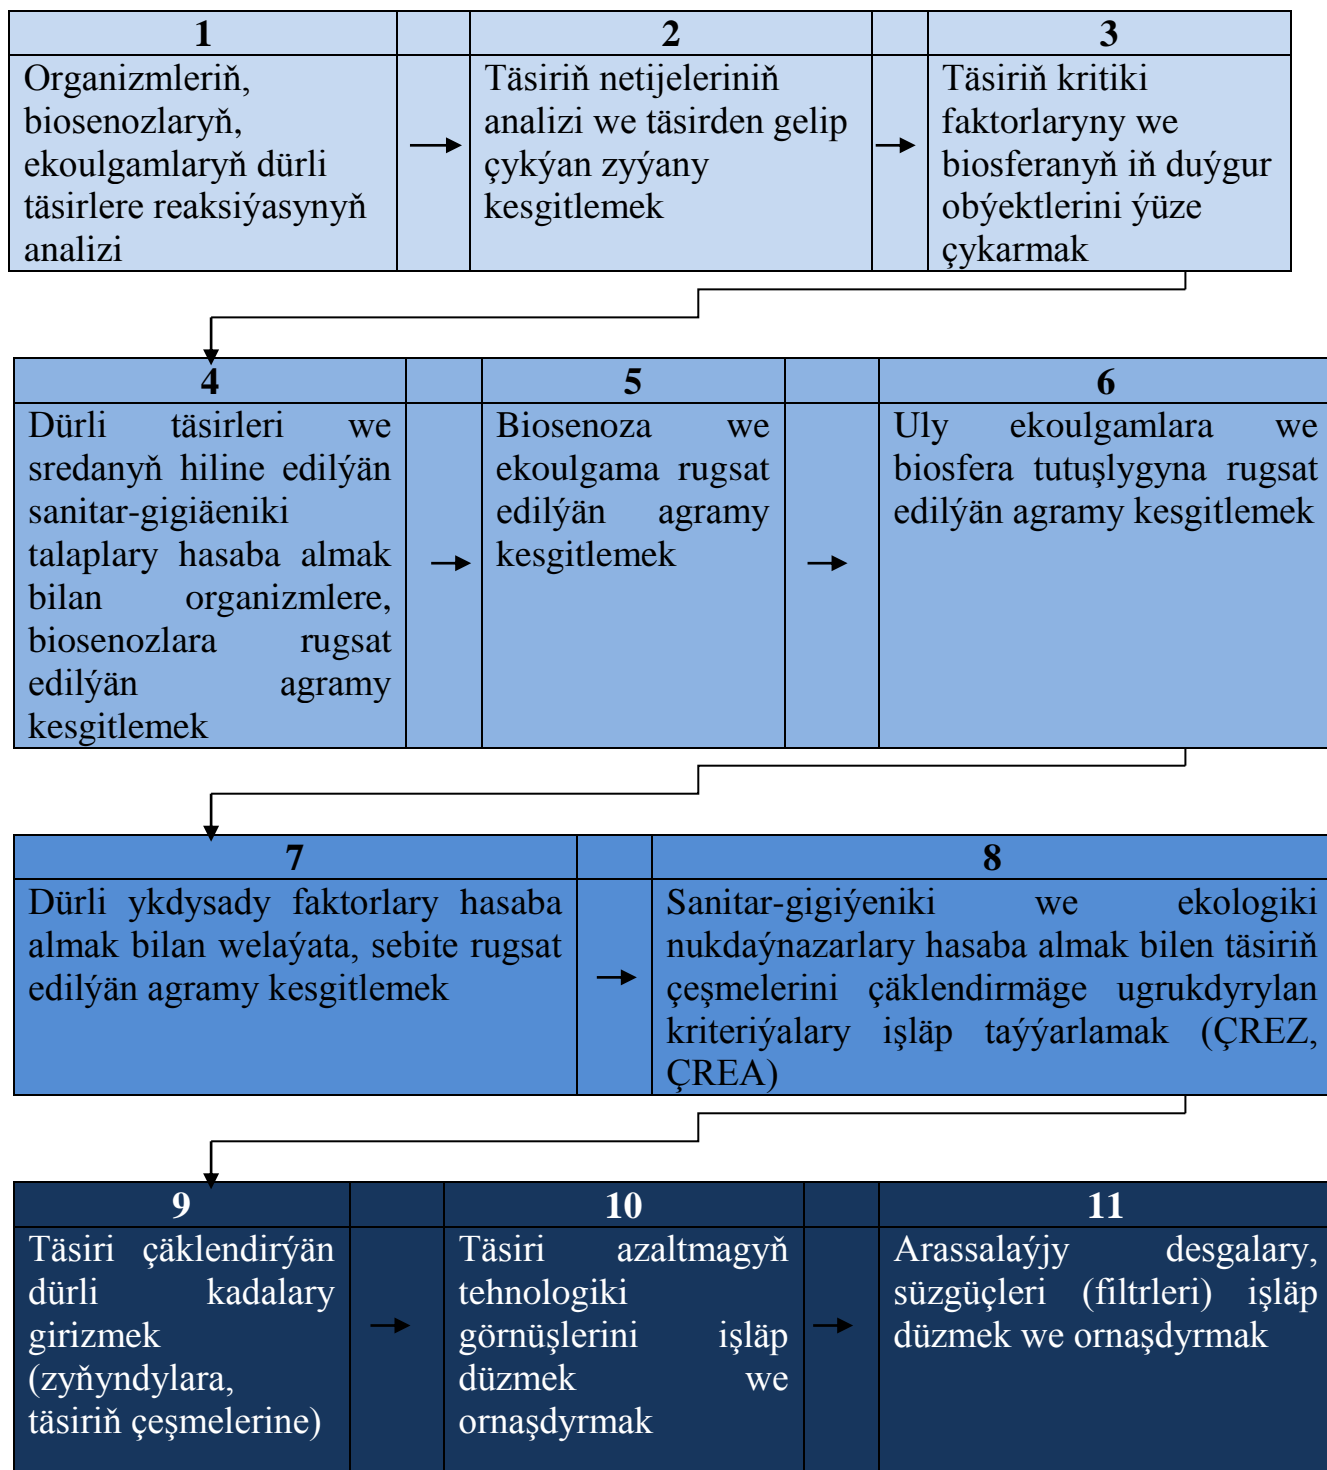 1
Organizmleriň,
biosenozlaryň,
ekoulgamlaryň dürli
täsirlere reaksiýasynyň
analizi
2
Täsiriň netijeleriniň
analizi we täsirden gelip
çykýan zyýany
kesgitlemek
3
Täsiriň kritiki
faktorlaryny we
biosferanyň iň duýgur
obýektlerini ýüze
çykarmak
4
Dürli täsirleri we
sredanyň hiline edilýän
sanitar-gigiäeniki
talaplary hasaba almak
bilan organizmlere,
biosenozlara rugsat
edilýän agramy
kesgitlemek
5
Biosenoza we
ekoulgama rugsat
edilýän agramy
kesgitlemek
6
Uly ekoulgamlara we
biosfera tutuşlygyna rugsat
edilýän agramy kesgitlemek
7
Dürli ykdysady faktorlary hasaba
almak bilan welaýata, sebite rugsat
edilýän agramy kesgitlemek
8
Sanitar-gigiýeniki we ekologiki
nukdaýnazarlary hasaba almak bilen täsiriň
çeşmelerini çäklendirmäge ugrukdyrylan
kriteriýalary işläp taýýarlamak (ÇREZ,
ÇREA)
9
Täsiri çäklendirýän
dürli kadalary
girizmek
(zyňyndylara,
täsiriň çeşmelerine)
10
Täsiri azaltmagyň
tehnologiki
görnüşlerini işläp
düzmek we
ornaşdyrmak
11
Arassalaýjy desgalary,
süzgüçleri (filtrleri) işläp
düzmek we ornaşdyrmak